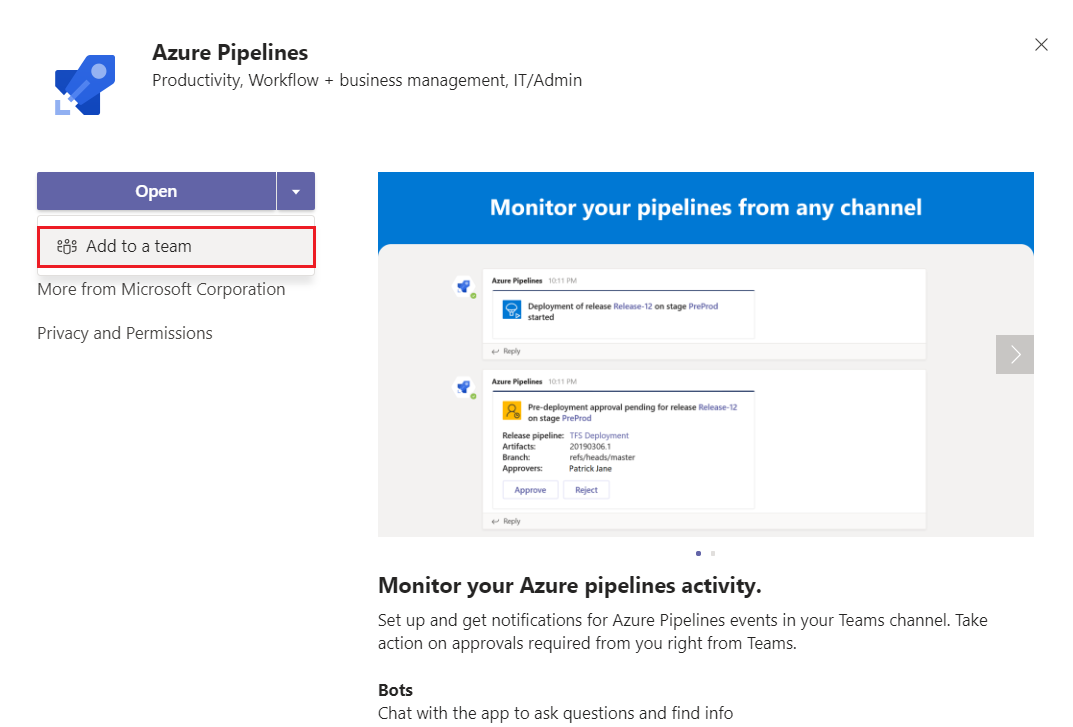 Azure Pipelines
Productivity, Workflow + business management, IT/Admin
Open
Add to a team
More from Microsoft Corporation
Privacy and Permissions
Monitor your pipelines from any channel
Azure Pipelines 10:11 PM
Deployment of release Release-12 on stage PreProd
started
Reply
Azure Pipelines 10:11 PM
Pre-deployment approval pending for release Release-12
on stage PreProd
Release pipeline: TFS Deployment
Artifacts: 20190306.1
Branch: refs/heads/master
Approvers: Patrick Jane
Approve Reject
Reply
Monitor your Azure pipelines activity.
Set up and get notifications for Azure Pipelines events in your Teams channel. Take
action on approvals required from you right from Teams.
Bots
Chat with the app to ask questions and find info